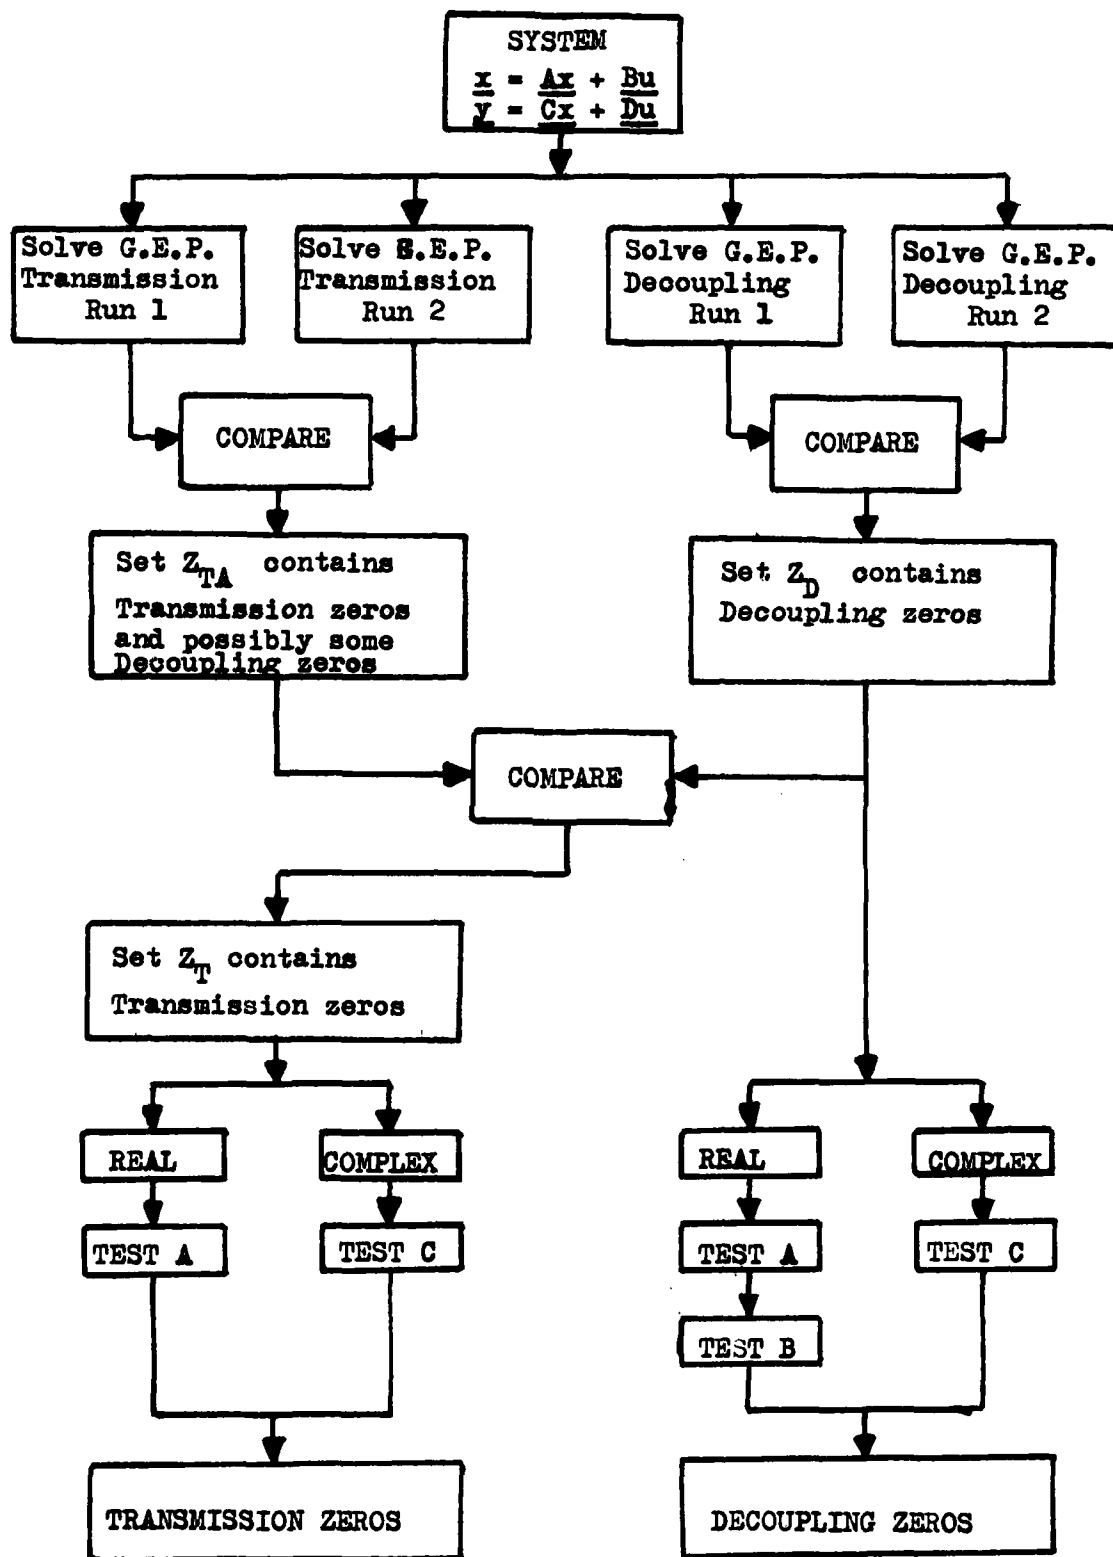 SYSTEM
x = Ax + Bu
y = Cx + Du
Solve G.E.P.
Transmission
Run 1
Solve G.E.P.
Transmission
Run 2
Solve G.E.P.
Decoupling
Run 1
Solve G.E.P.
Decoupling
Run 2
COMPARE
COMPARE
Set Z_TA contains
Transmission zeros
and possibly some
Decoupling zeros
Set Z_D contains
Decoupling zeros
COMPARE
Set Z_T contains
Transmission zeros
REAL
COMPLEX
REAL
COMPLEX
TEST A
TEST C
TEST A
TEST C
TEST B
TRANSMISSION ZEROS
DECOUPLING ZEROS